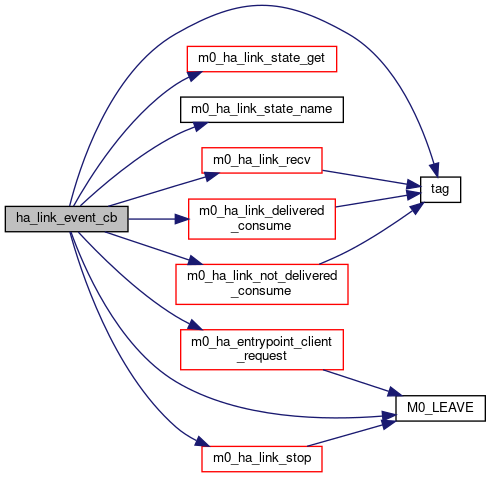 m0_ha_link_state_get
m0_ha_link_state_name
m0_ha_link_recv
tag
ha_link_event_cb
m0_ha_link_delivered
_consume
m0_ha_link_not_delivered
_consume
m0_ha_entrypoint_client
_request
M0_LEAVE
m0_ha_link_stop